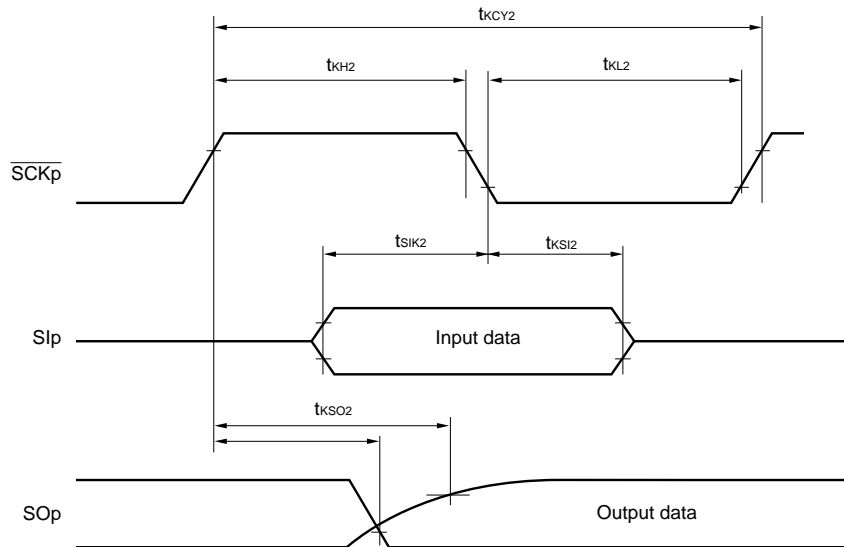 tKCY2
tKH2
tKL2
SCKp
tSIK2
tKSI2
SIp
Input data
tKSO2
SOp
Output data